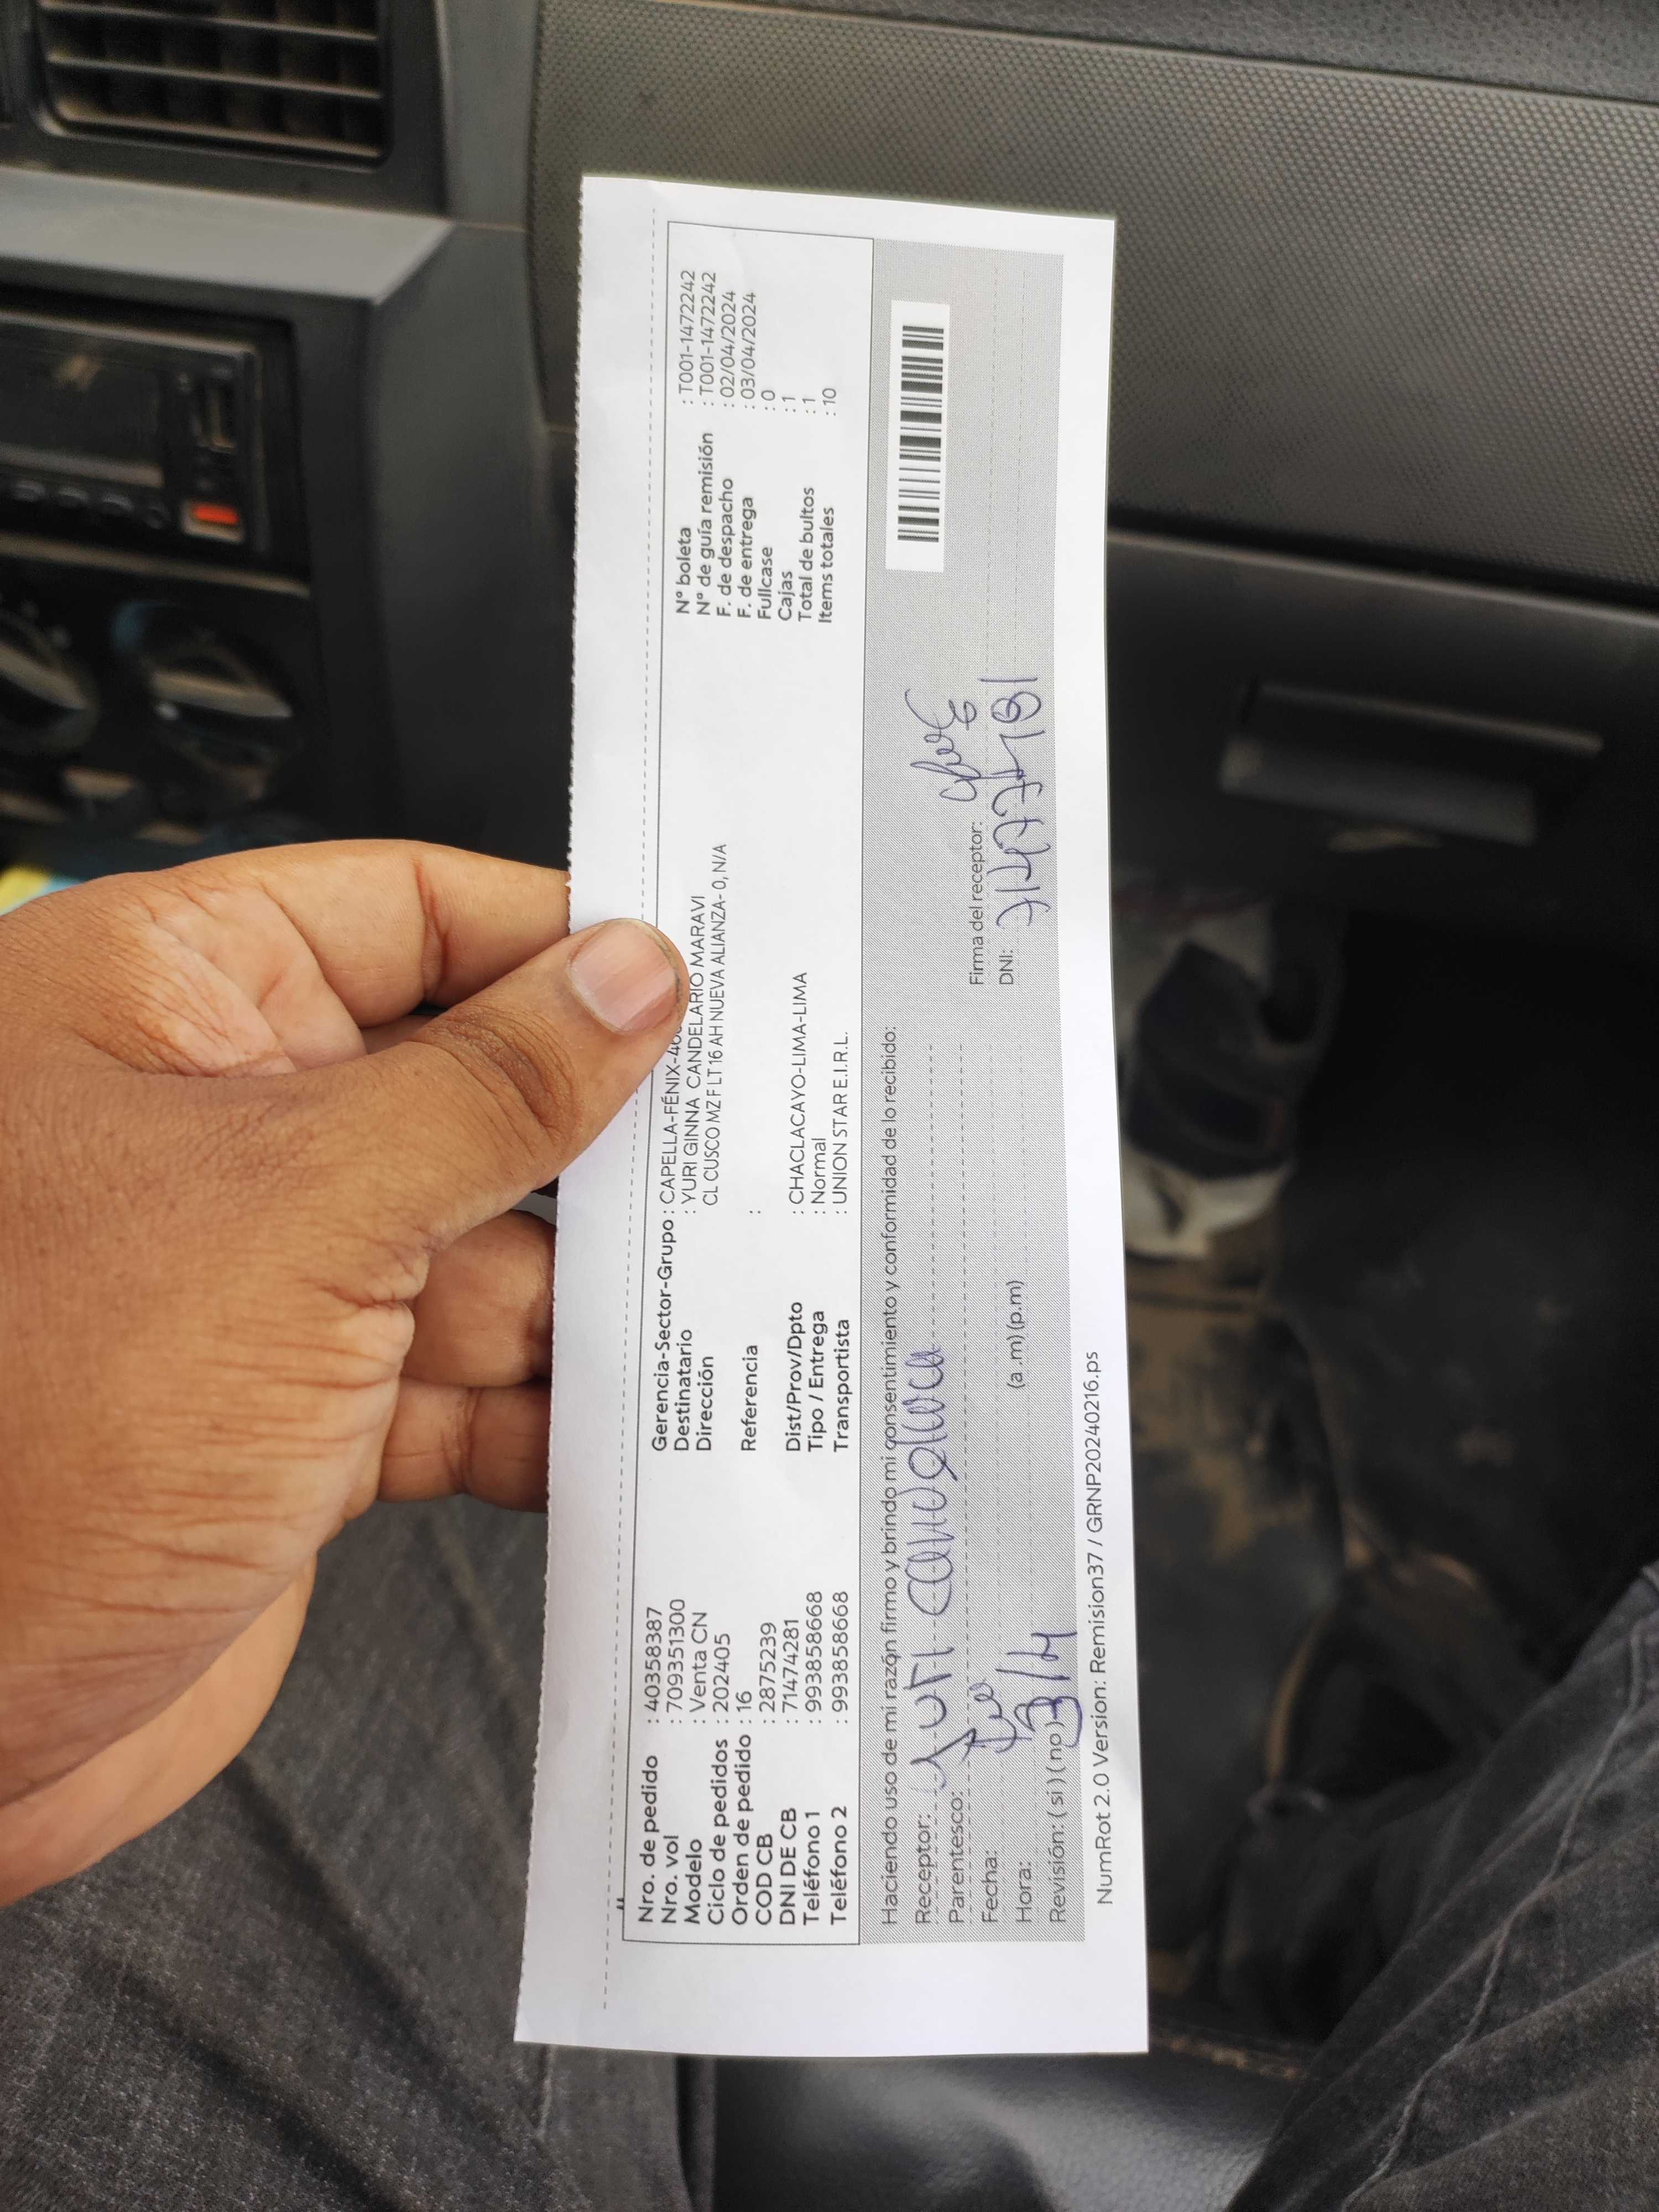 Nro. de pedido : 40358387
Nro. vol : 709351300
Modelo : Venta CN
Ciclo de pedidos : 202405
Orden de pedido : 16
COD CB : 2875239
DNI DE CB : 71474281
Teléfono 1 : 993858668
Teléfono 2 : 993858668
Gerencia-Sector-Grupo : CAPELLA-FÉNIX-
Destinatario : YURI GINNA CANDELARIO MARAVI
Dirección CL CUSCO MZ F LT 16 AH NUEVA ALIANZA- 0, N/A
Referencia :
Dist/Prov/Dpto : CHACLACAYO-LIMA-LIMA
Tipo / Entrega : Normal
Transportista : UNION STAR E.I.R.L.
N° boleta : T001-1472242
N° de guía remisión : T001-1472242
F. de despacho : 02/04/2024
F. de entrega : 03/04/2024
Fullcase : 0
Cajas : 1
Total de bultos : 1
Items totales : 10
Haciendo uso de mi razón firmo y brindo mi consentimiento y conformidad de lo recibido:
Receptor: Yuri
Parentesco:
Fecha: 3/4
Hora: (a.m) (p.m)
Revisión: ( si ) ( no )
Firma del receptor:
DNI: 71474281
NumRot 2.0 Version: Remision37 / GRNP20240216.ps